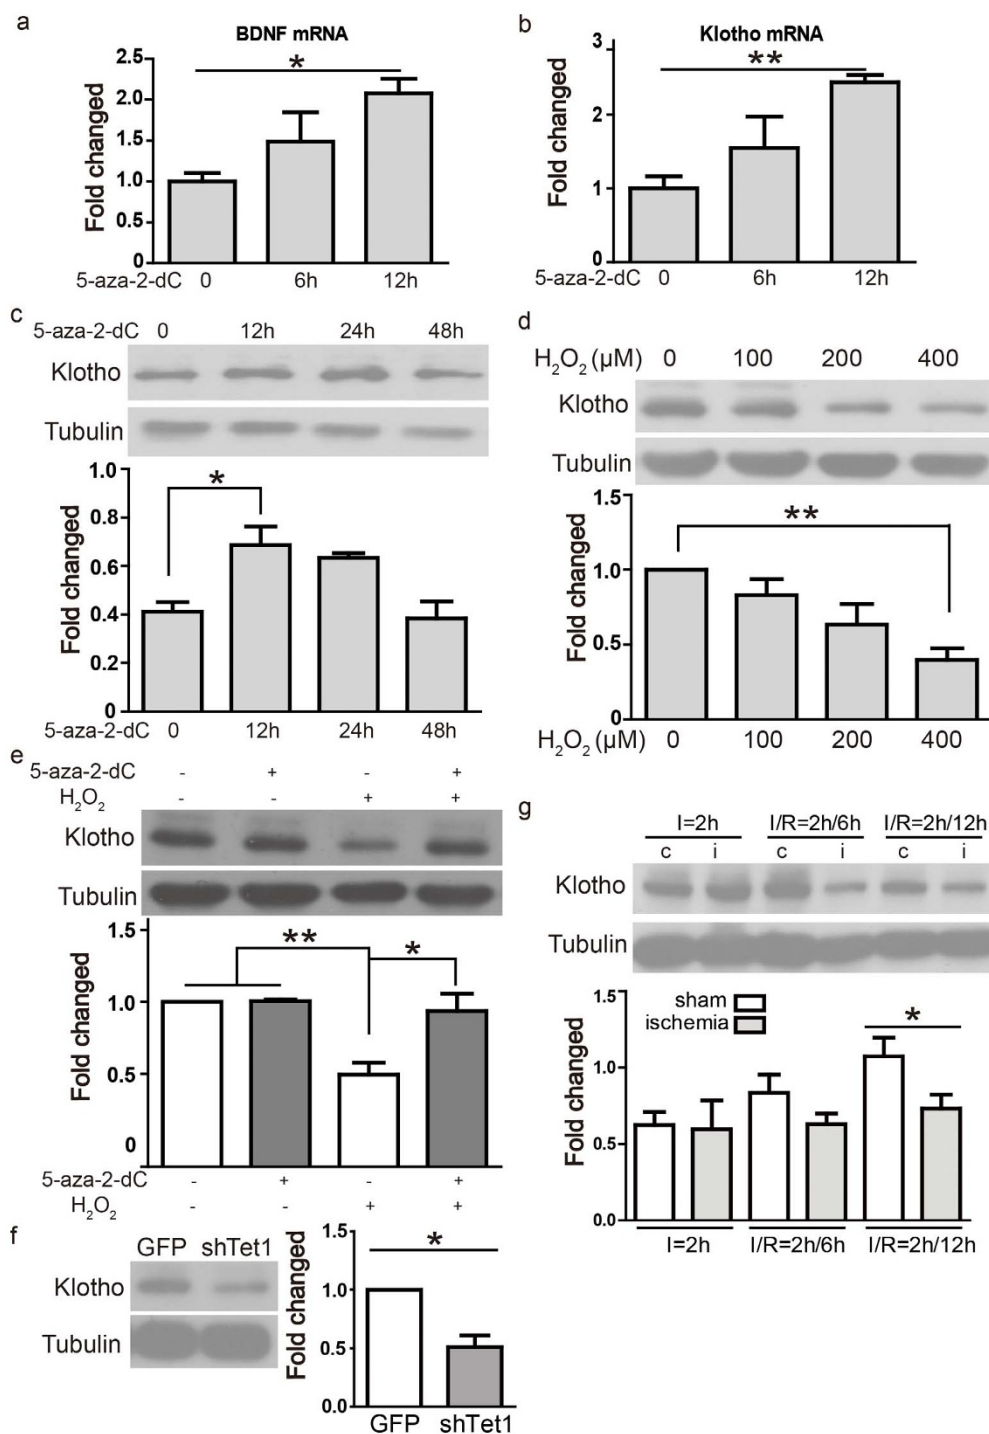 a
BDNF mRNA
*
Fold changed
2.5
2.0
1.5
1.0
0.5
0
5-aza-2-dC 0 6h 12h
b
Klotho mRNA
**
Fold changed
3
2
1
0
5-aza-2-dC 0 6h 12h
c
5-aza-2-dC 0 12h 24h 48h
Klotho
Tubulin
*
Fold changed
1.0
0.8
0.6
0.4
0.2
0
5-aza-2-dC 0 12h 24h 48h
d
H₂O₂ (µM) 0 100 200 400
Klotho
Tubulin
**
Fold changed
1.5
1.0
0.5
0
H₂O₂ (µM) 0 100 200 400
e
5-aza-2-dC - + - +
H₂O₂ - - + +
Klotho
Tubulin
** *
Fold changed
1.5
1.0
0.5
0
5-aza-2-dC - + - +
H₂O₂ - - + +
f
GFP shTet1
Klotho
Tubulin
*
Fold changed
1.5
1.0
0.5
0.0
GFP shTet1
g
I=2h I/R=2h/6h I/R=2h/12h
c i c i c i
Klotho
Tubulin
sham
ischemia
*
Fold changed
1.5
1.0
0.5
0.0
I=2h I/R=2h/6h I/R=2h/12h